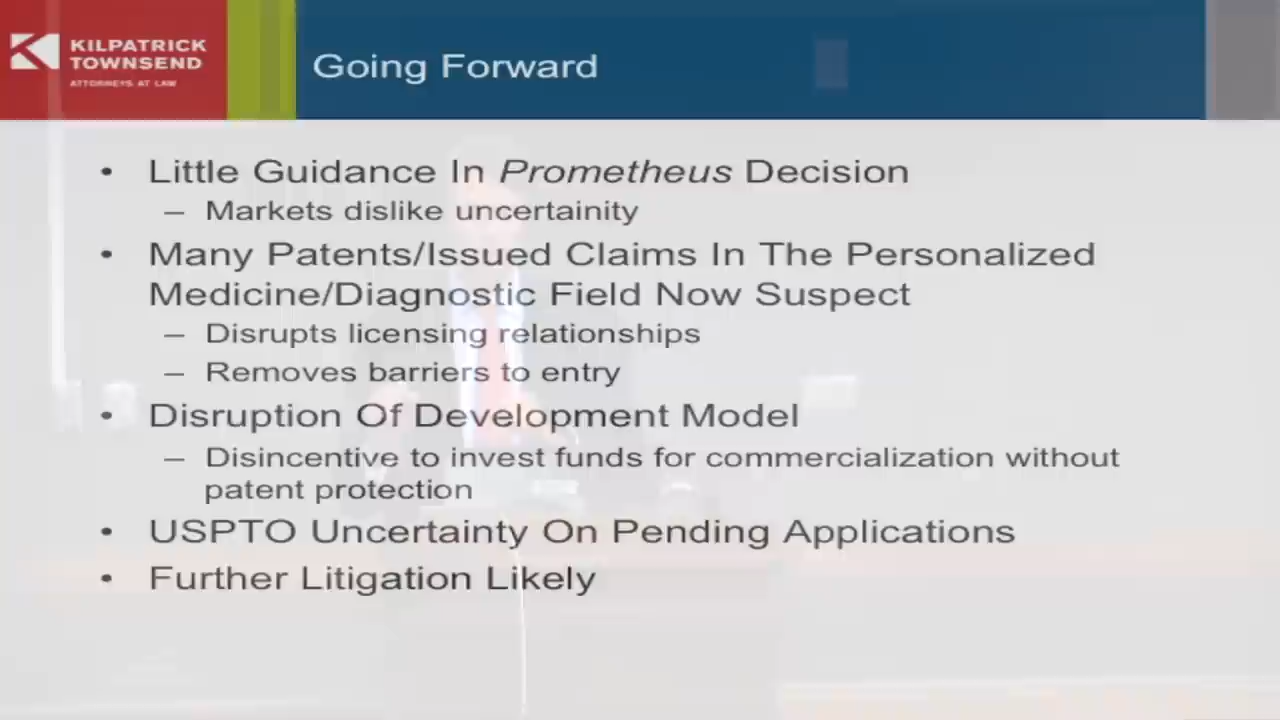 KILPATRICK
TOWNSEND
ATTORNEYS AT LAW
Going Forward
• Little Guidance In Prometheus Decision
– Markets dislike uncertainity
• Many Patents/Issued Claims In The Personalized
Medicine/Diagnostic Field Now Suspect
– Disrupts licensing relationships
– Removes barriers to entry
• Disruption Of Development Model
– Disincentive to invest funds for commercialization without
patent protection
• USPTO Uncertainty On Pending Applications
• Further Litigation Likely